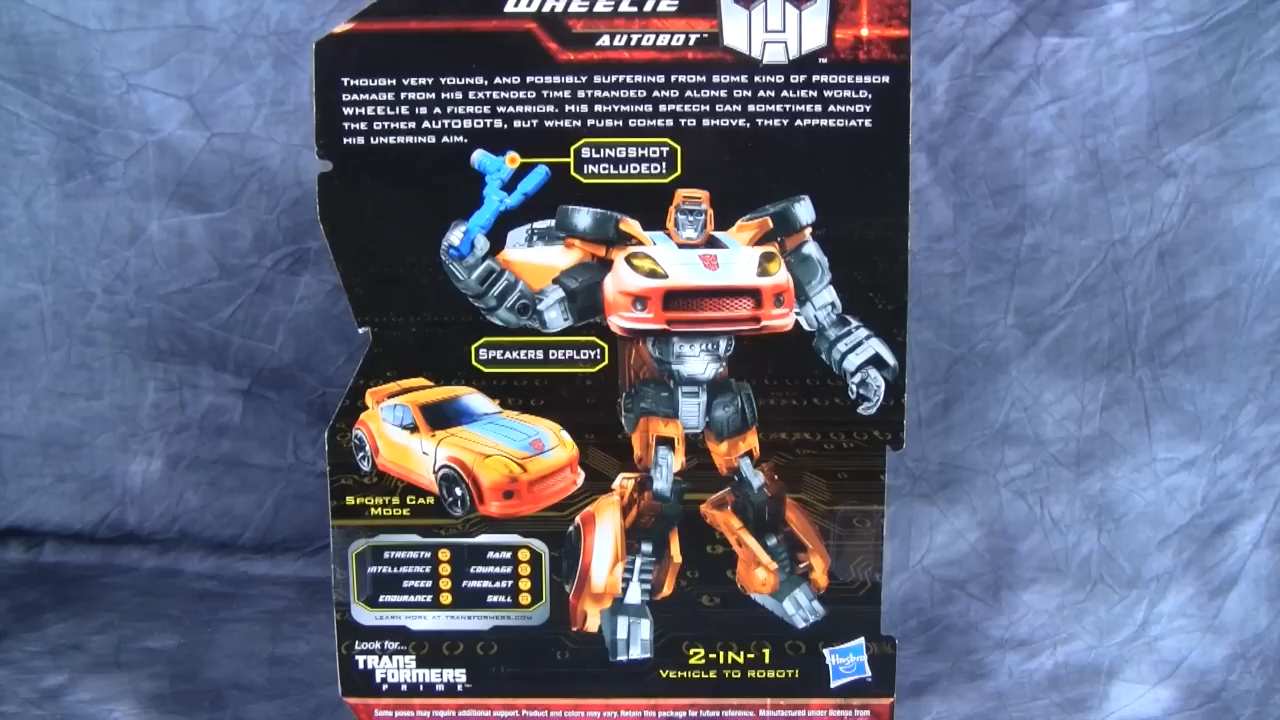 WHEELIE
AUTOBOT™
THOUGH VERY YOUNG, AND POSSIBLY SUFFERING FROM SOME KIND OF PROCESSOR
DAMAGE FROM HIS EXTENDED TIME STRANDED AND ALONE ON AN ALIEN WORLD,
WHEELIE IS A FIERCE WARRIOR. HIS RHYMING SPEECH CAN SOMETIMES ANNOY
THE OTHER AUTOBOTS, BUT WHEN PUSH COMES TO SHOVE, THEY APPRECIATE
HIS UNERRING AIM.
SLINGSHOT
INCLUDED!
SPEAKERS DEPLOY!
SPORTS CAR
MODE
STRENGTH RANK
INTELLIGENCE COURAGE
SPEED FIREBLAST
ENDURANCE SKILL
LEARN MORE AT TRANSFORMERS.COM
Look for...
TRANSFORMERS
PRIME™
2-IN-1
VEHICLE TO ROBOT!
Hasbro
Some poses may require additional support. Product and colors may vary. Retain this package for future reference. Manufactured under license from